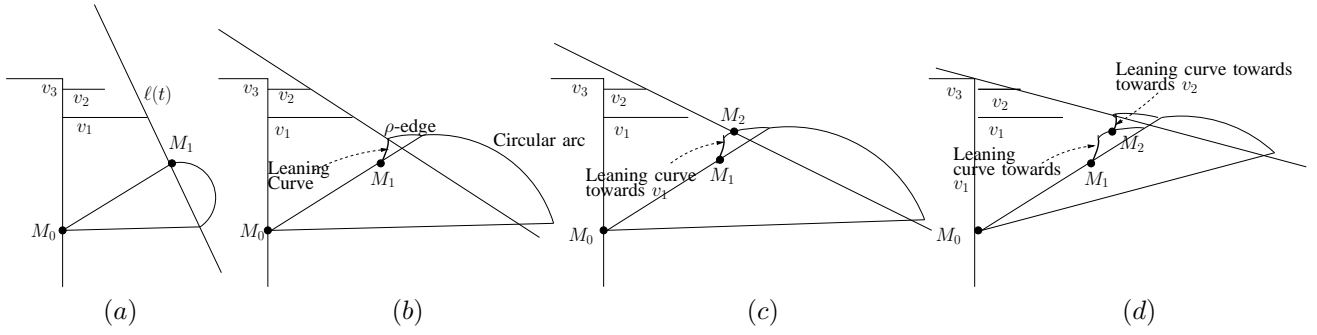 v₃
v₂
v₁
ℓ(t)
M₁
M₀
(a)
v₃
v₂
v₁
ρ-edge
Circular arc
Leaning
Curve
M₁
M₀
(b)
v₃
v₂
v₁
M₂
Leaning curve
towards v₁
M₁
M₀
(c)
Leaning curve towards
towards v₂
v₃
v₂
v₁
M₂
Leaning
curve towards
v₁
M₁
M₀
(d)